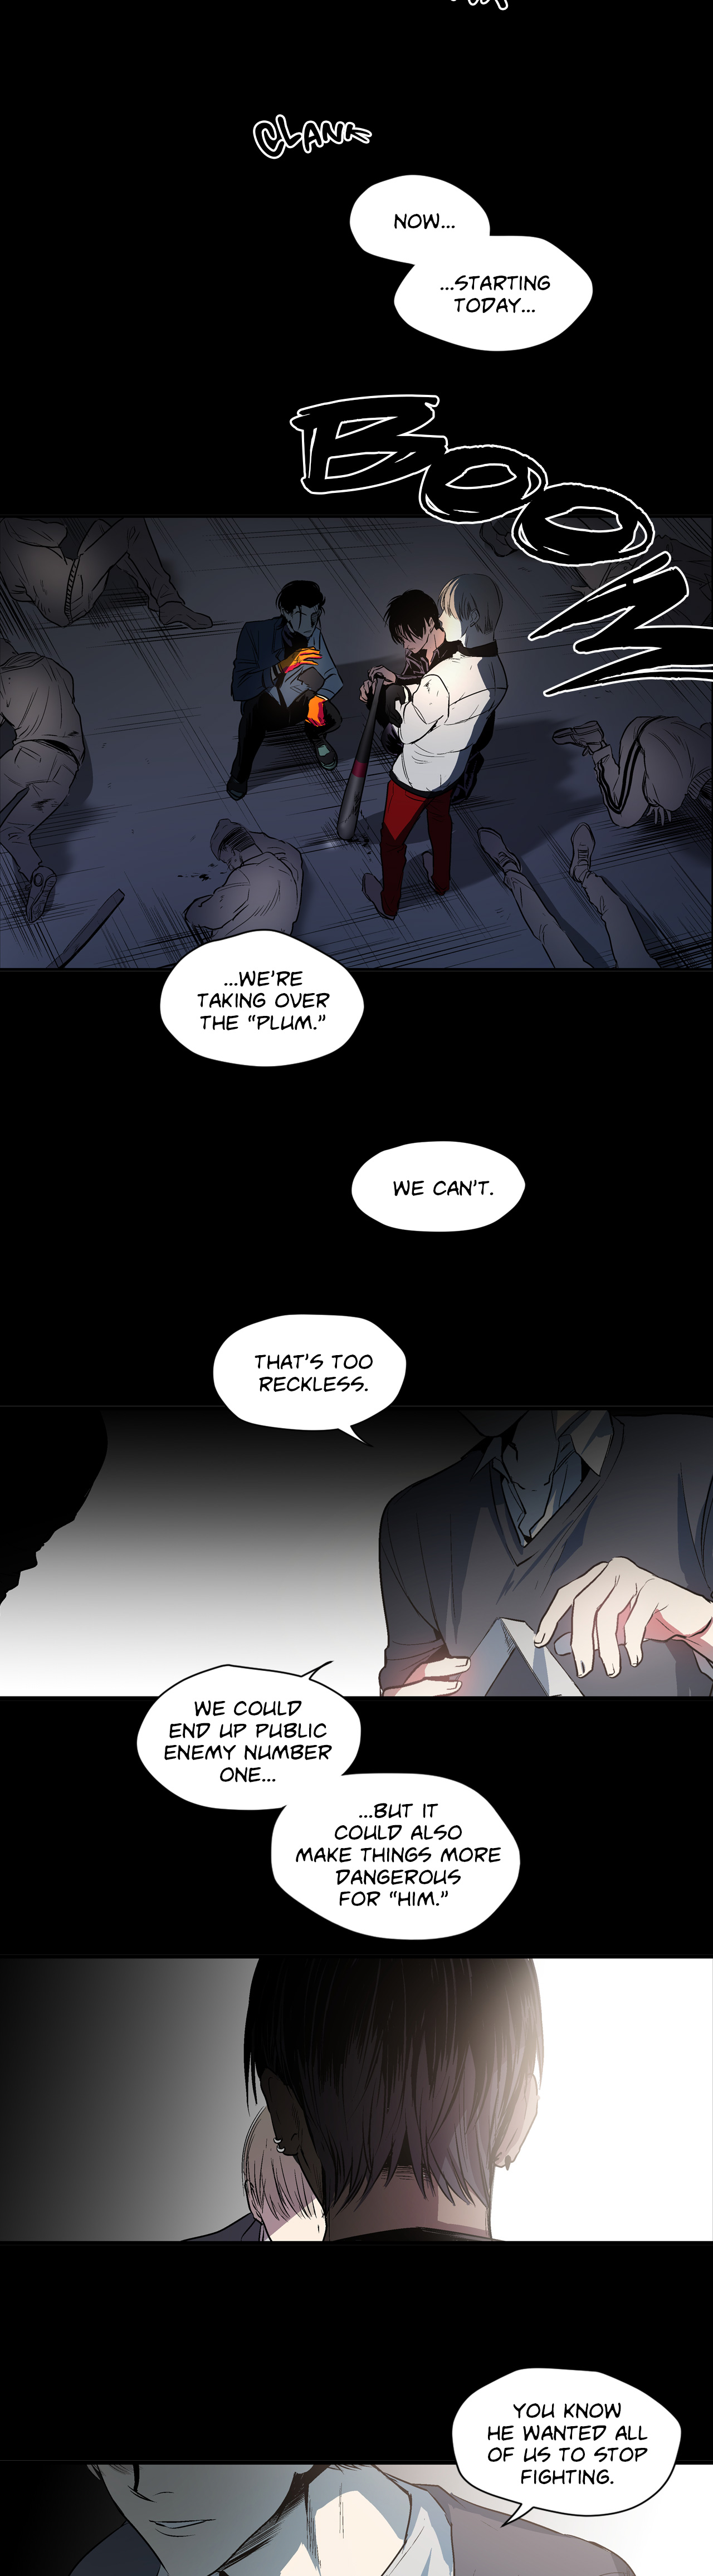 CLANK
NOW...
...STARTING
TODAY...
BOOM
...WE'RE
TAKING OVER
THE "PLUM."
WE CAN'T.
THAT'S TOO
RECKLESS.
WE COULD
END UP PUBLIC
ENEMY NUMBER
ONE...
...BUT IT
COULD ALSO
MAKE THINGS MORE
DANGEROUS
FOR "HIM."
YOU KNOW
HE WANTED ALL
OF US TO STOP
FIGHTING.